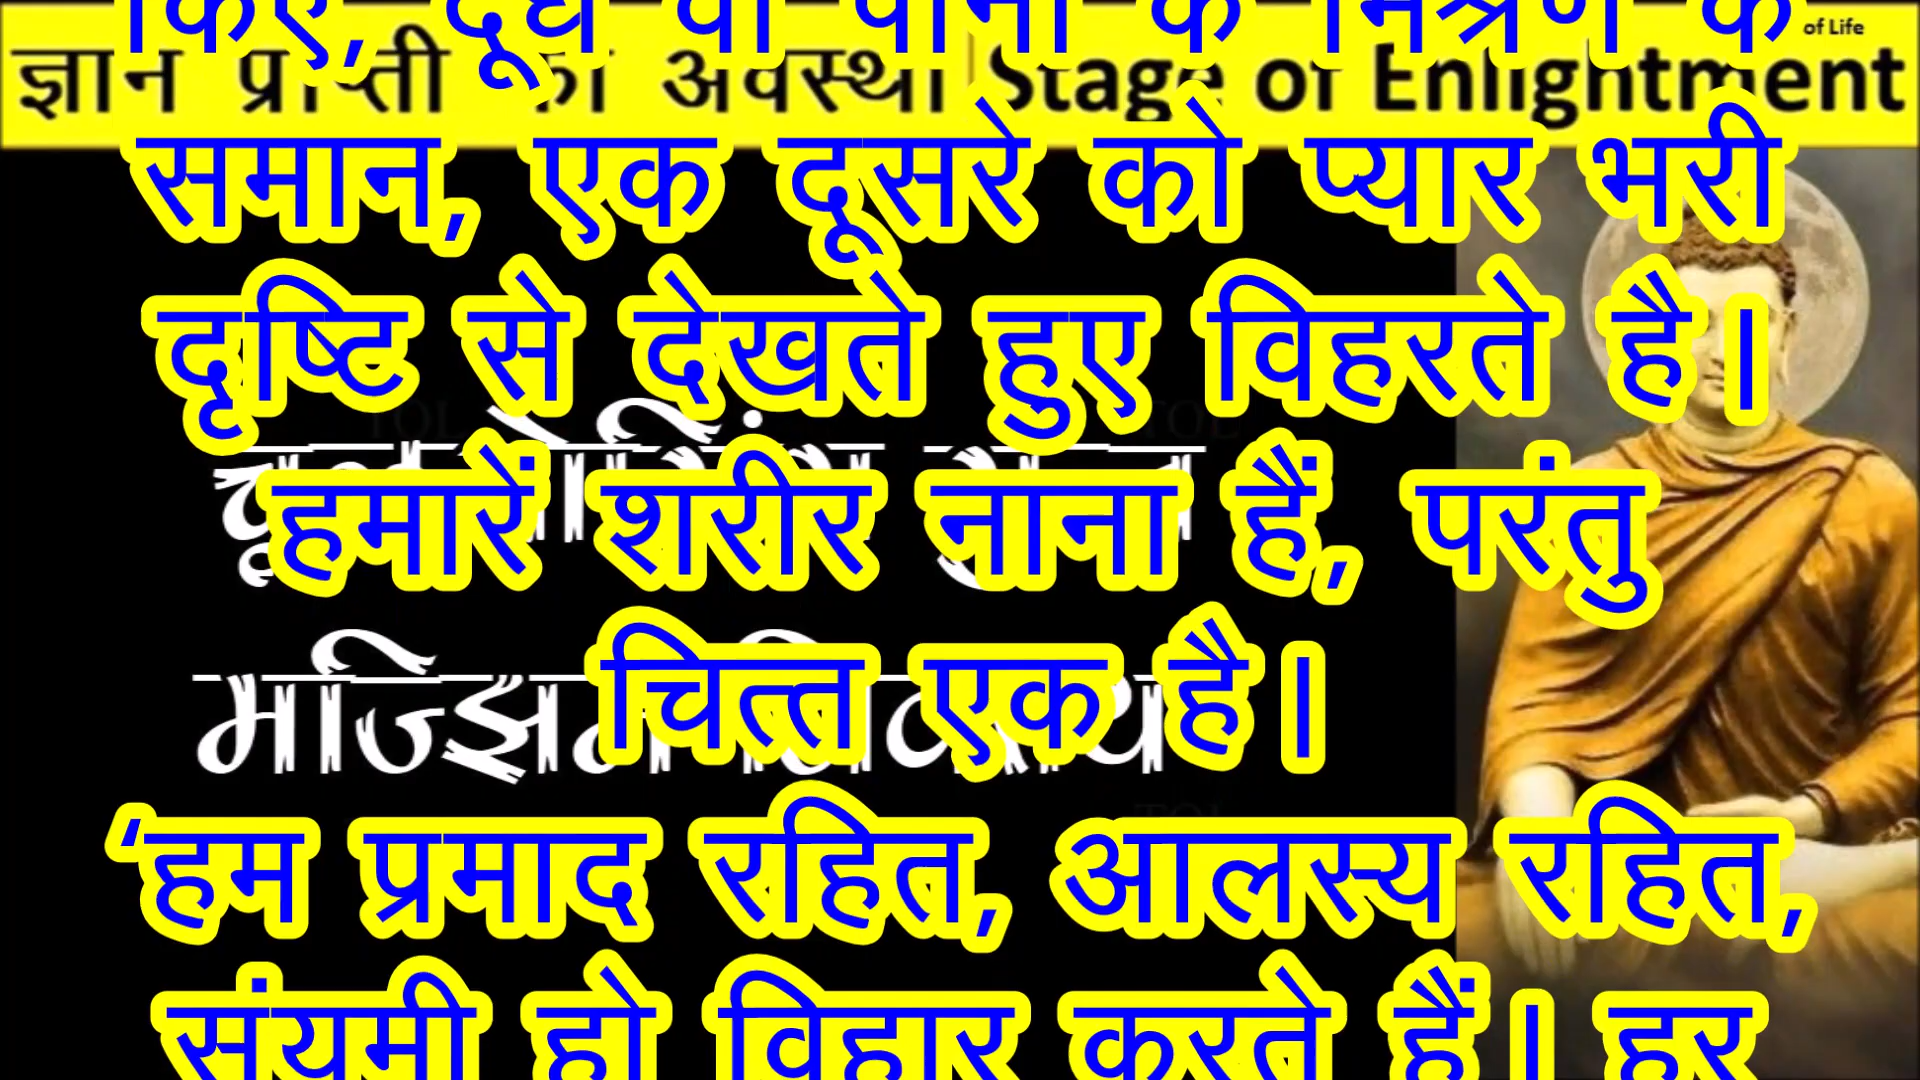 किए, दूध वा पानी के मिश्रण के
of Life
ज्ञान प्राप्ती की अवस्था Stage of Enlightment
समान, एक दूसरे को प्यार भरी
दृष्टि से देखते हुए विहरते है।
हमारें शरीर नाना हैं, परंतु
चित्त एक है।
मज्झिम निकाय
‘हम प्रमाद रहित, आलस्य रहित,
संयमी हो विहार करते हैं। हर